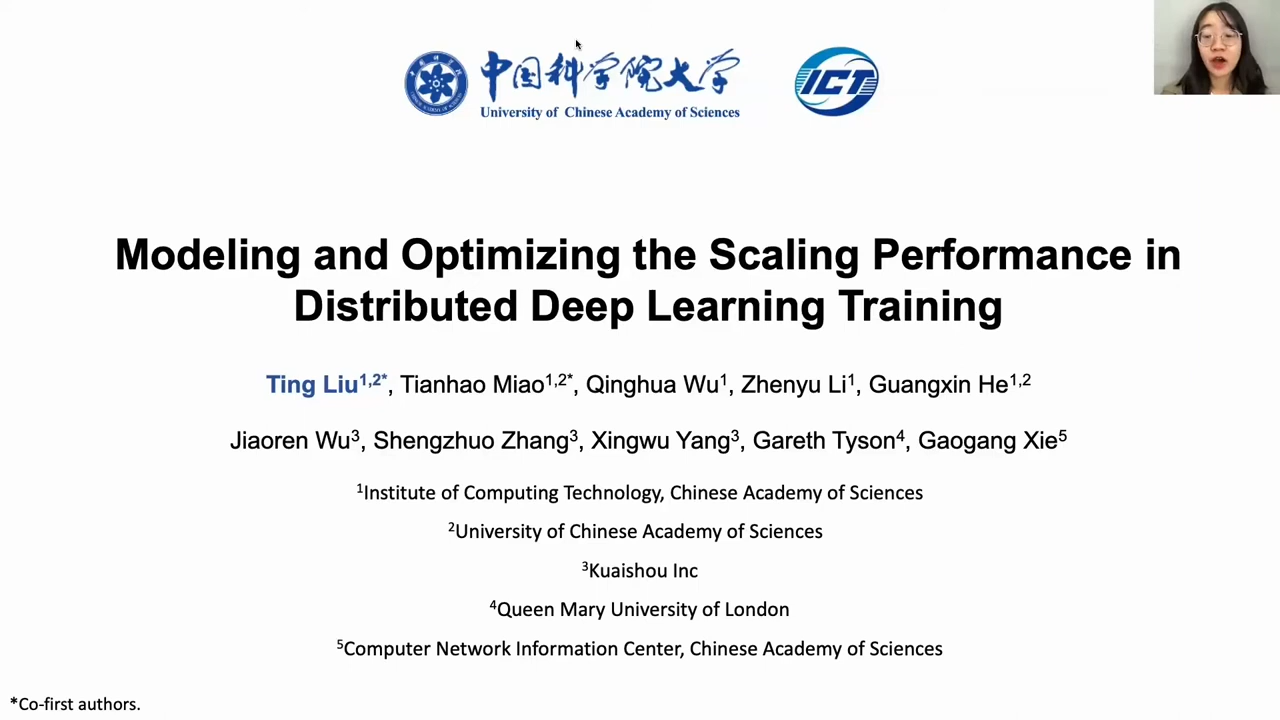 中国科学院大学
University of Chinese Academy of Sciences
ICT
Modeling and Optimizing the Scaling Performance in
Distributed Deep Learning Training
Ting Liu1,2*, Tianhao Miao1,2*, Qinghua Wu1, Zhenyu Li1, Guangxin He1,2
Jiaoren Wu3, Shengzhuo Zhang3, Xingwu Yang3, Gareth Tyson4, Gaogang Xie5
1Institute of Computing Technology, Chinese Academy of Sciences
2University of Chinese Academy of Sciences
3Kuaishou Inc
4Queen Mary University of London
5Computer Network Information Center, Chinese Academy of Sciences
*Co-first authors.